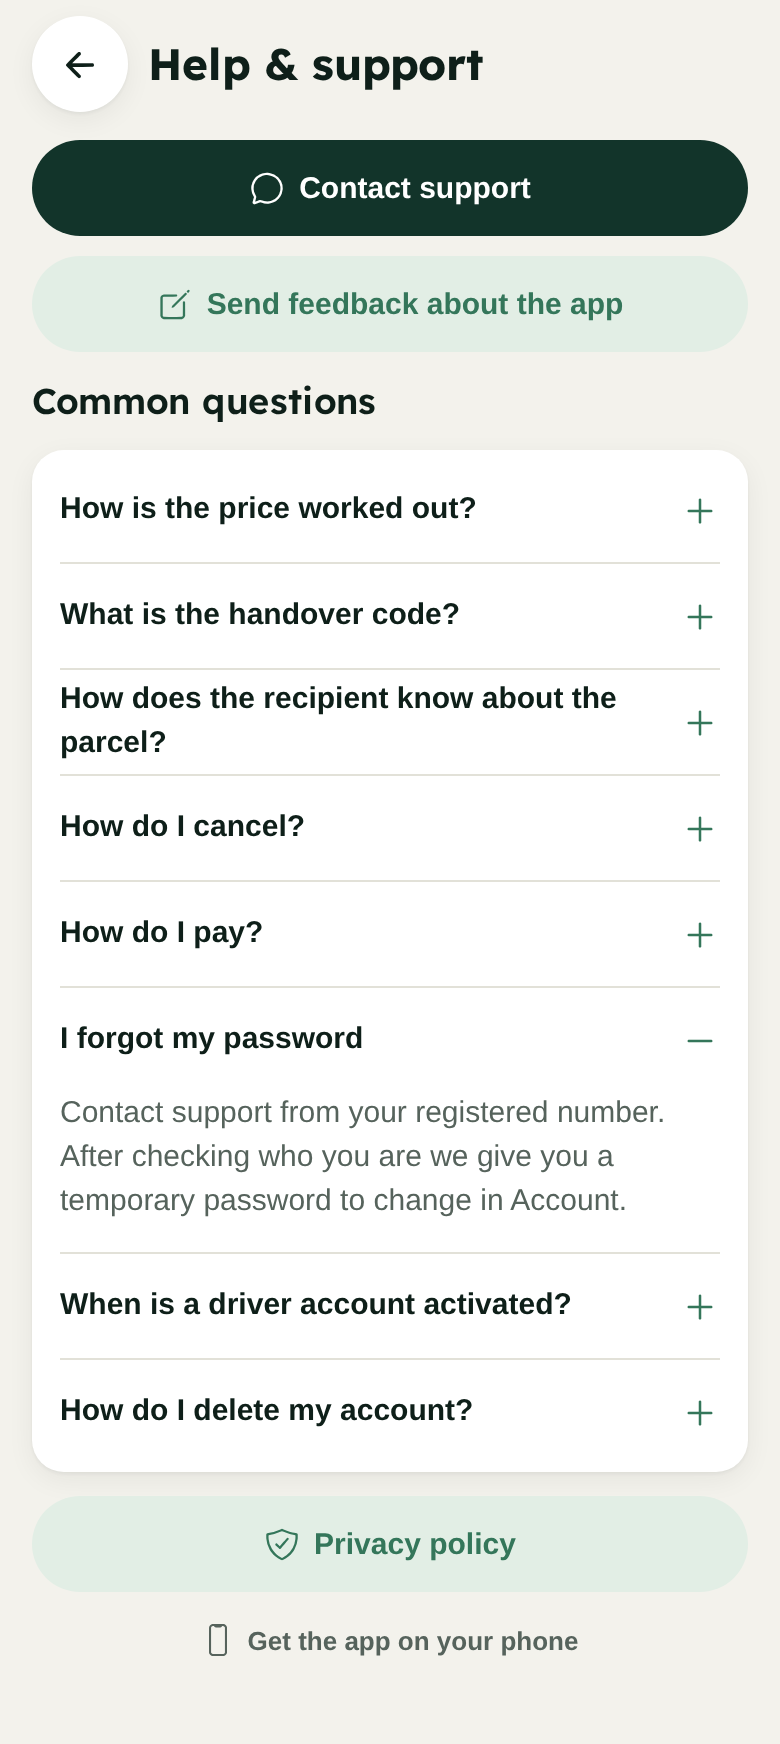 Help & support
Contact support
Send feedback about the app
Common questions
How is the price worked out?
What is the handover code?
How does the recipient know about the
parcel?
How do I cancel?
How do I pay?
I forgot my password
Contact support from your registered number.
After checking who you are we give you a
temporary password to change in Account.
When is a driver account activated?
How do I delete my account?
Privacy policy
Get the app on your phone